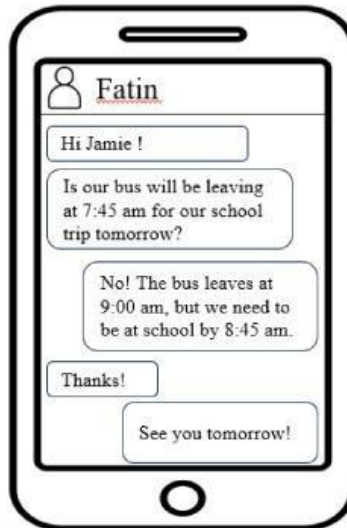 Fatin
Hi Jamie !
Is our bus will be leaving
at 7:45 am for our school
trip tomorrow?
No! The bus leaves at
9:00 am, but we need to
be at school by 8:45 am.
Thanks!
See you tomorrow!